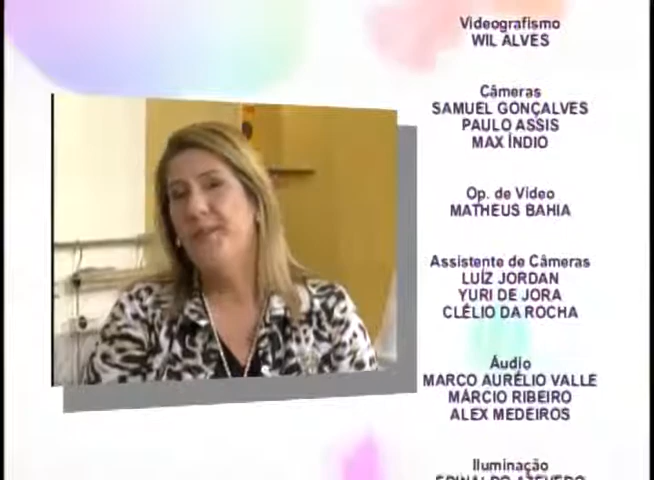 Videografismo
WIL ALVES
Câmeras
SAMUEL GONÇALVES
PAULO ASSIS
MAX ÍNDIO
Op. de Video
MATHEUS BAHIA
Assistente de Câmeras
LUÍZ JORDAN
YURI DE JORA
CLÉLIO DA ROCHA
Áudio
MARCO AURÉLIO VALLE
MÁRCIO RIBEIRO
ALEX MEDEIROS
Iluminação